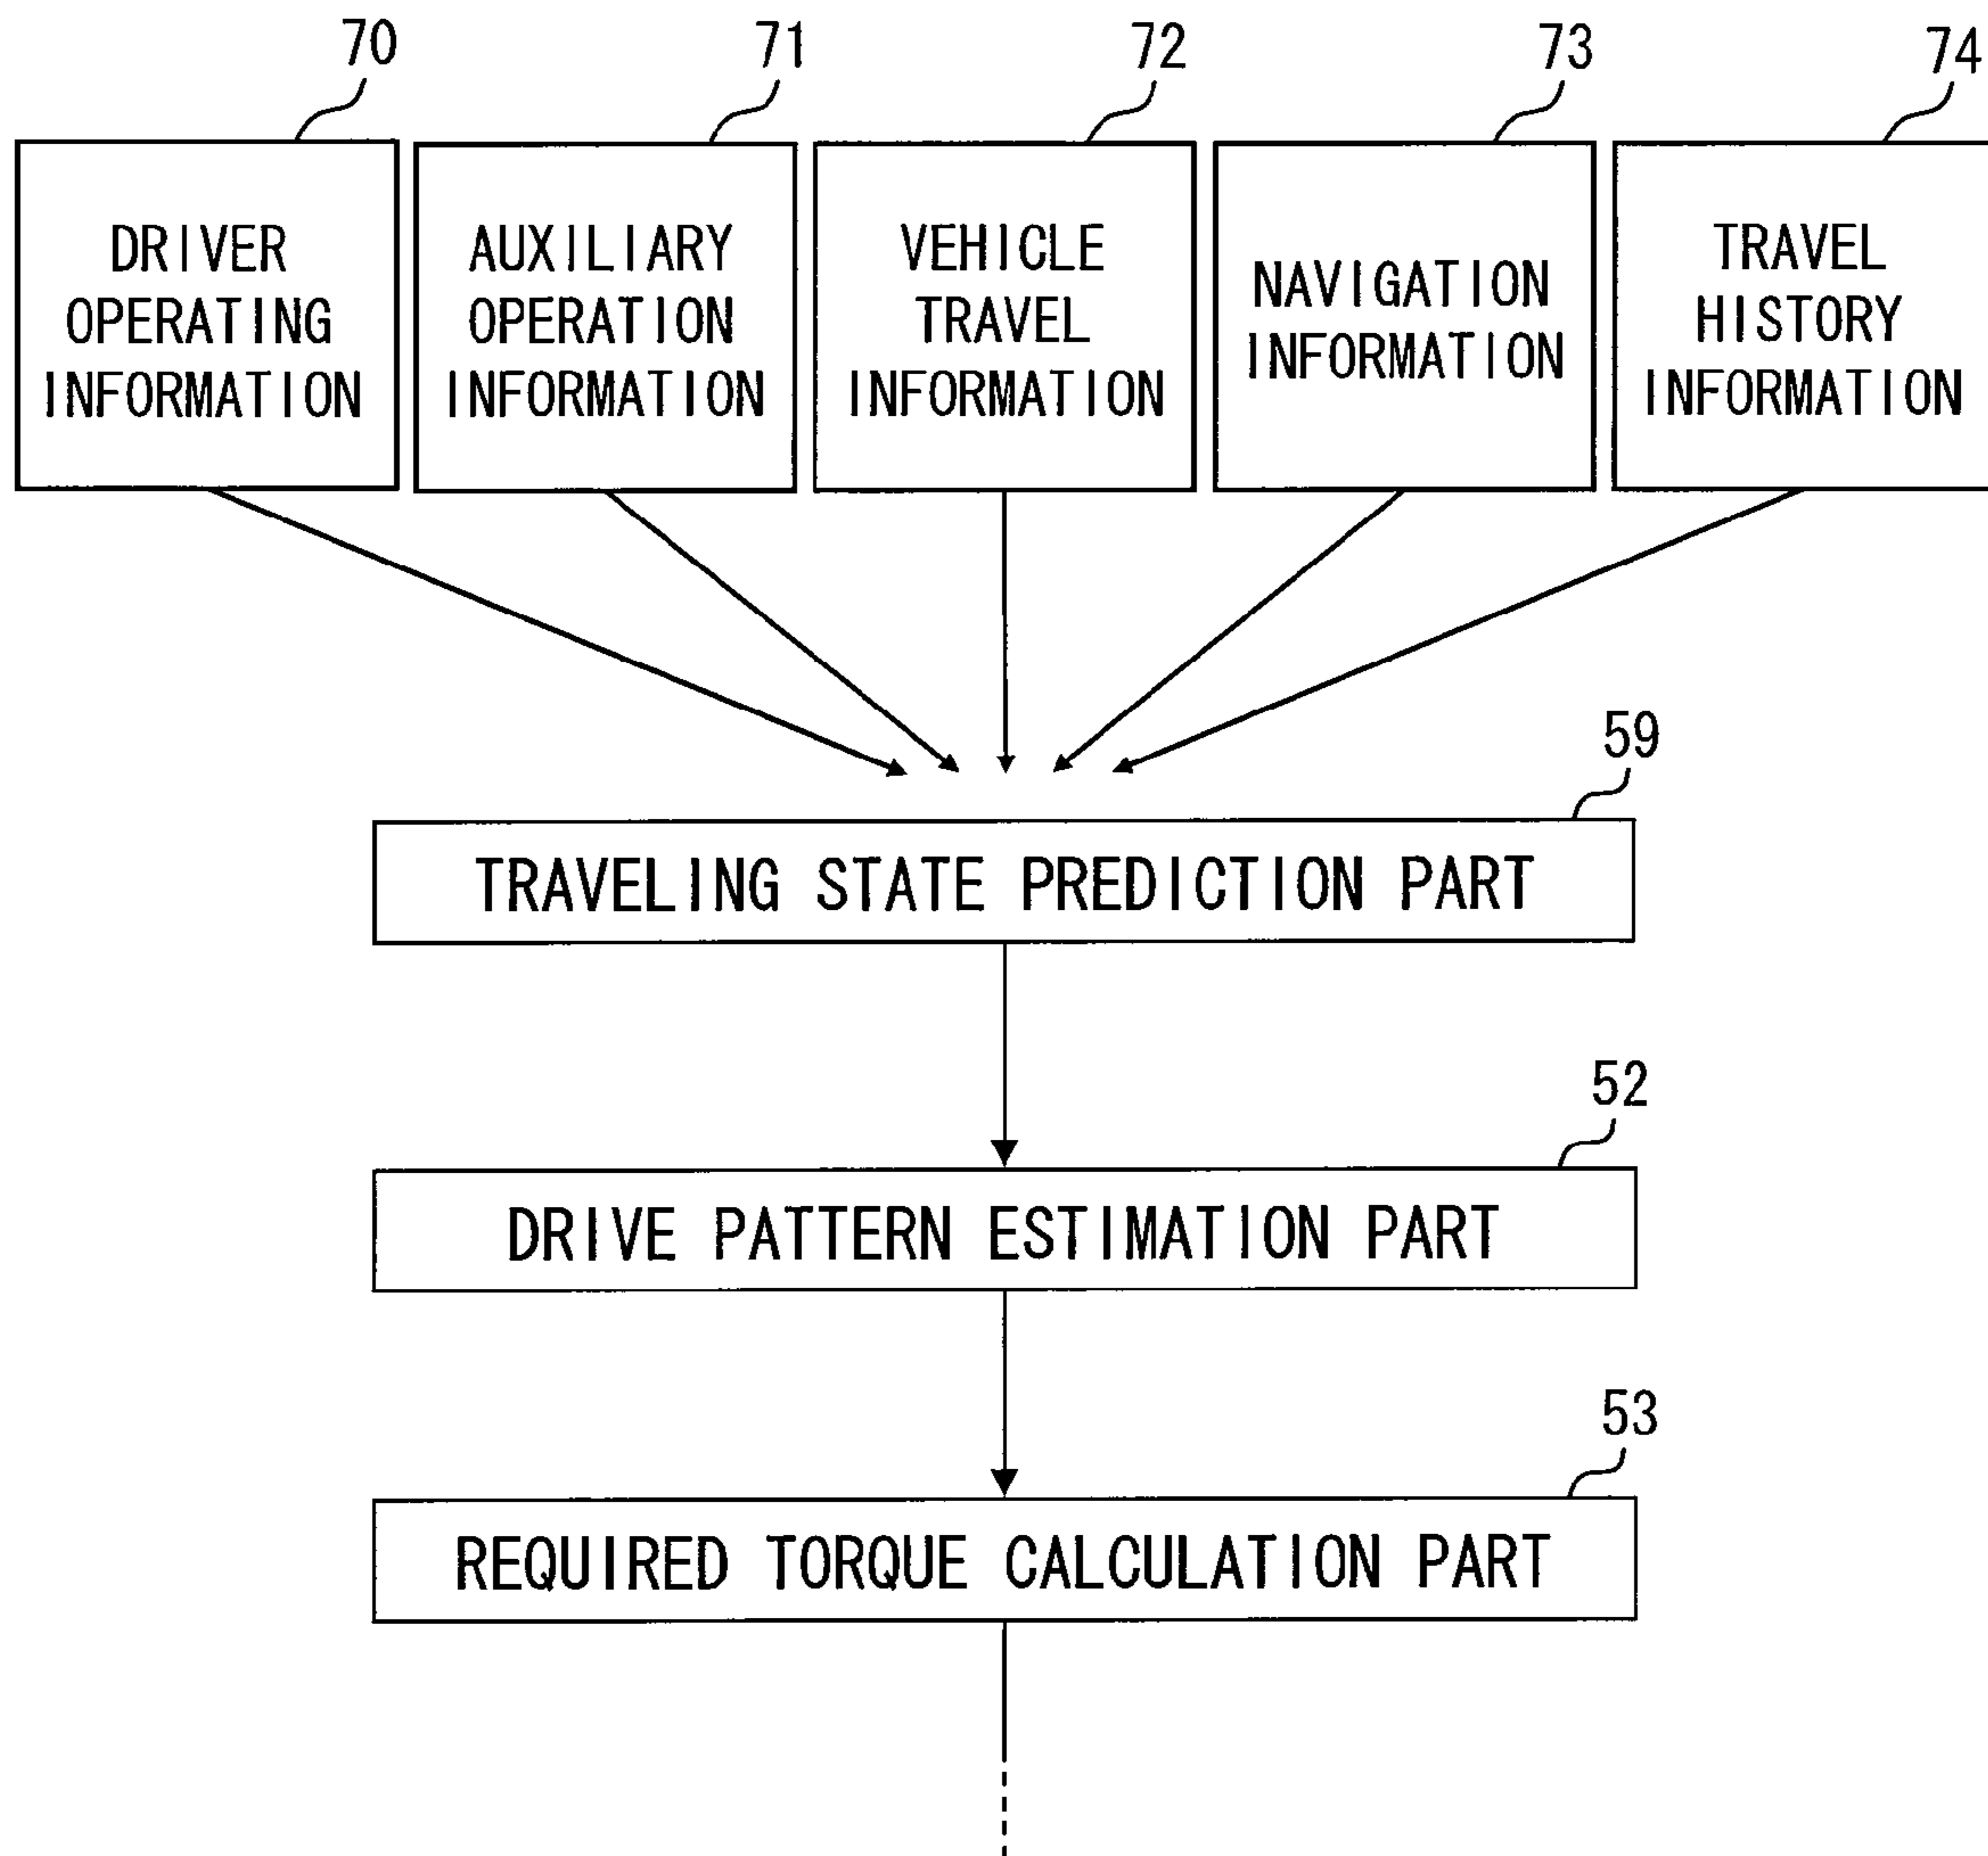 70
71
72
73
74
DRIVER
OPERATING
INFORMATION
AUXILIARY
OPERATION
INFORMATION
VEHICLE
TRAVEL
INFORMATION
NAVIGATION
INFORMATION
TRAVEL
HISTORY
INFORMATION
59
TRAVELING STATE PREDICTION PART
52
DRIVE PATTERN ESTIMATION PART
53
REQUIRED TORQUE CALCULATION PART